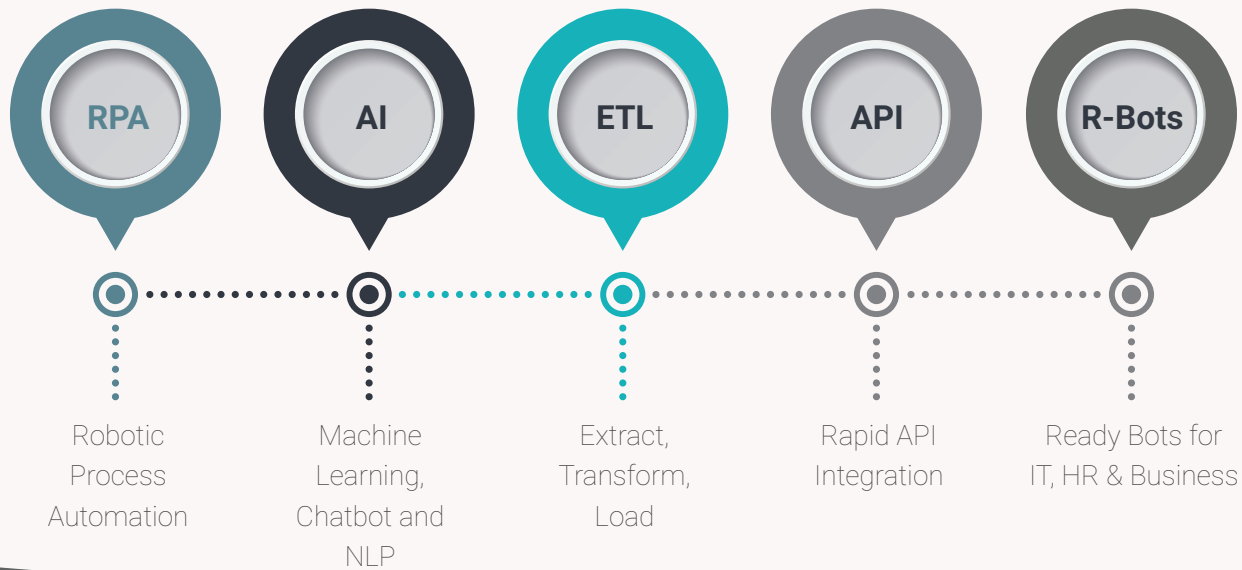 RPA
AI
ETL
API
R-Bots
Robotic
Process
Automation
Machine
Learning,
Chatbot and
NLP
Extract,
Transform,
Load
Rapid API
Integration
Ready Bots for
IT, HR & Business